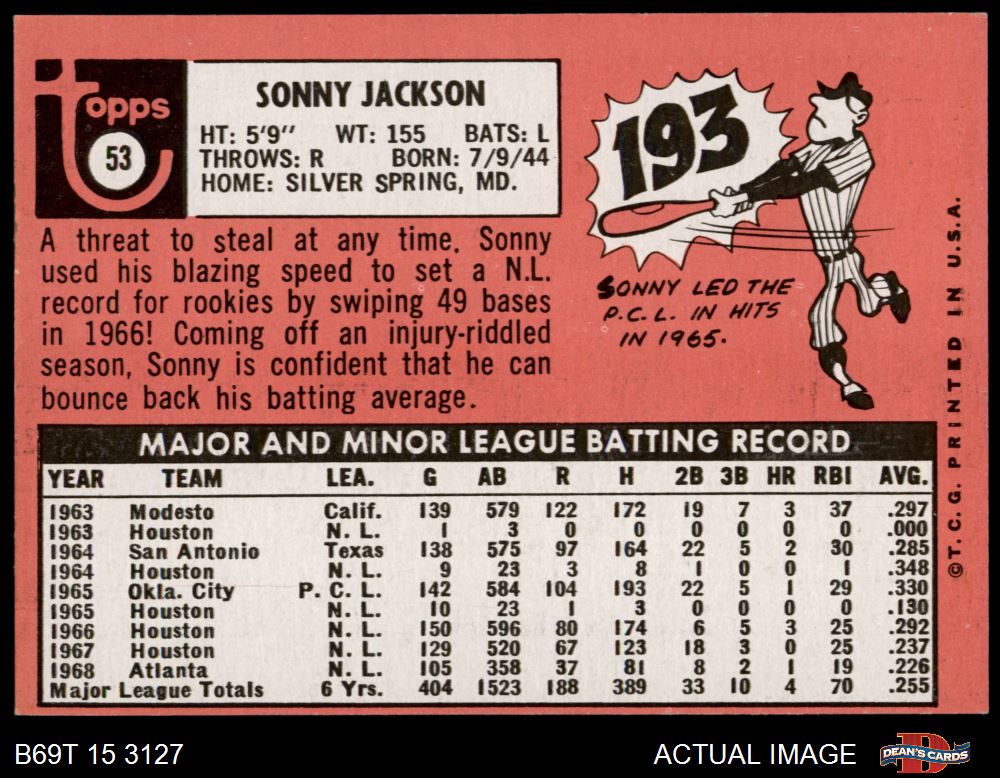 topps
53
SONNY JACKSON
HT: 5'9" WT: 155 BATS: L
THROWS: R BORN: 7/9/44
HOME: SILVER SPRING, MD.
A threat to steal at any time. Sonny
used his blazing speed to set a N.L.
record for rookies by swiping 49 bases
in 1966! Coming off an injury-riddled
season, Sonny is confident that he can
bounce back his batting average.
193
SONNY LED THE
P.C.L. IN HITS
IN 1965.
©T.C.G. PRINTED IN U.S.A.
MAJOR AND MINOR LEAGUE BATTING RECORD
YEAR TEAM LEA. G AB R H 2B 3B HR RBI AVG.
1963 Modesto Calif. 139 579 122 172 19 7 3 37 .297
1963 Houston N. L. 1 3 0 0 0 0 0 0 .000
1964 San Antonio Texas 138 575 97 164 22 5 2 30 .285
1964 Houston N. L. 9 23 3 8 1 0 0 1 .348
1965 Okla. City P. C. L. 142 584 104 193 22 5 1 29 .330
1965 Houston N. L. 10 23 1 3 0 0 0 0 .130
1966 Houston N. L. 150 596 80 174 6 5 3 25 .292
1967 Houston N. L. 129 520 67 123 18 3 0 25 .237
1968 Atlanta N. L. 105 358 37 81 8 2 1 19 .226
Major League Totals 6 Yrs. 404 1523 188 389 33 10 4 70 .255
B69T 15 3127
ACTUAL IMAGE
DEAN'S CARDS